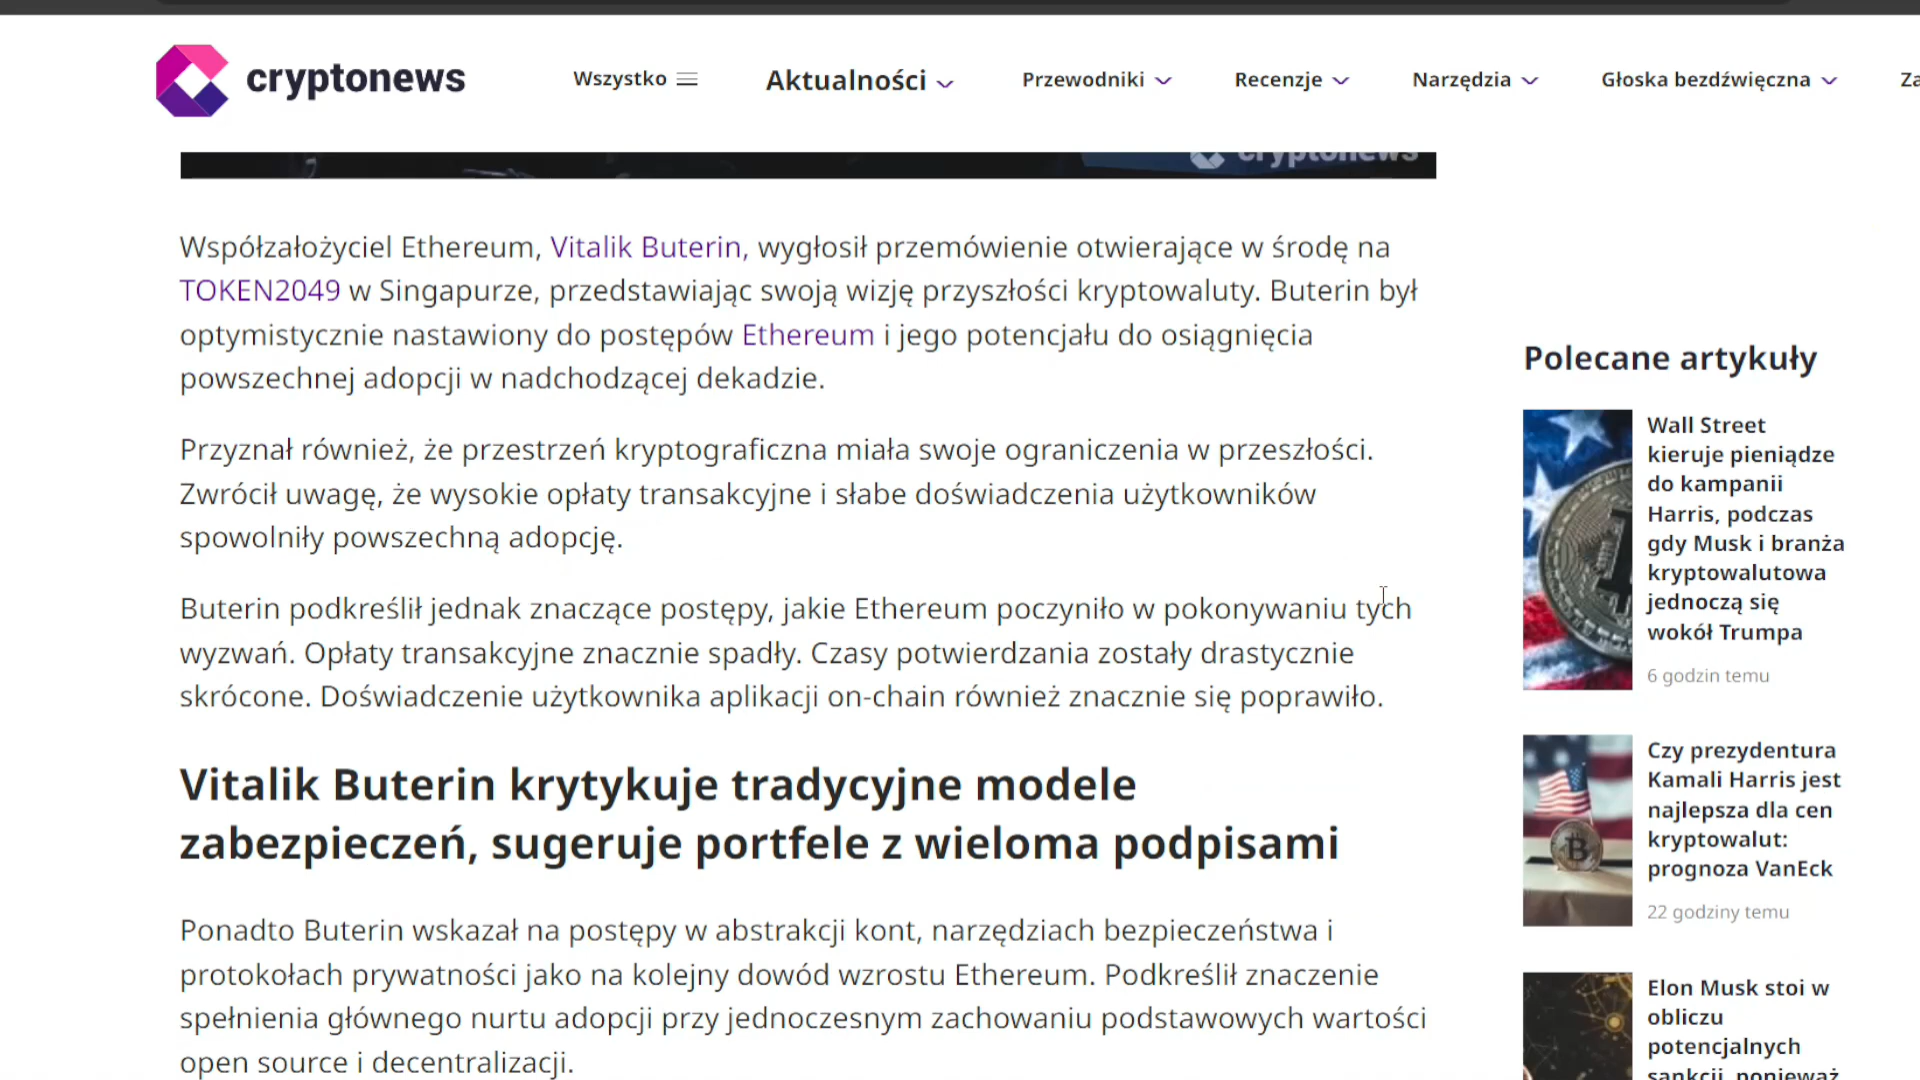 cryptonews
Wszystko
Aktualności
Przewodniki
Recenzje
Narzędzia
Głoska bezdźwięczna
cryptonews
Współzałożyciel Ethereum, Vitalik Buterin, wygłosił przemówienie otwierające w środę na
TOKEN2049 w Singapurze, przedstawiając swoją wizję przyszłości kryptowaluty. Buterin był
optymistycznie nastawiony do postępów Ethereum i jego potencjału do osiągnięcia
powszechnej adopcji w nadchodzącej dekadzie.
Przyznał również, że przestrzeń kryptograficzna miała swoje ograniczenia w przeszłości.
Zwrócił uwagę, że wysokie opłaty transakcyjne i słabe doświadczenia użytkowników
spowolniły powszechną adopcję.
Buterin podkreślił jednak znaczące postępy, jakie Ethereum poczyniło w pokonywaniu tych
wyzwań. Opłaty transakcyjne znacznie spadły. Czasy potwierdzania zostały drastycznie
skrócone. Doświadczenie użytkownika aplikacji on-chain również znacznie się poprawiło.
Vitalik Buterin krytykuje tradycyjne modele
zabezpieczeń, sugeruje portfele z wieloma podpisami
Ponadto Buterin wskazał na postępy w abstrakcji kont, narzędziach bezpieczeństwa i
protokołach prywatności jako na kolejny dowód wzrostu Ethereum. Podkreślił znaczenie
spełnienia głównego nurtu adopcji przy jednoczesnym zachowaniu podstawowych wartości
open source i decentralizacji.
Polecane artykuły
Wall Street
kieruje pieniądze
do kampanii
Harris, podczas
gdy Musk i branża
kryptowalutowa
jednoczą się
wokół Trumpa
6 godzin temu
Czy prezydentura
Kamali Harris jest
najlepsza dla cen
kryptowalut:
prognoza VanEck
22 godziny temu
Elon Musk stoi w
obliczu
potencjalnych
sankcji, ponieważ